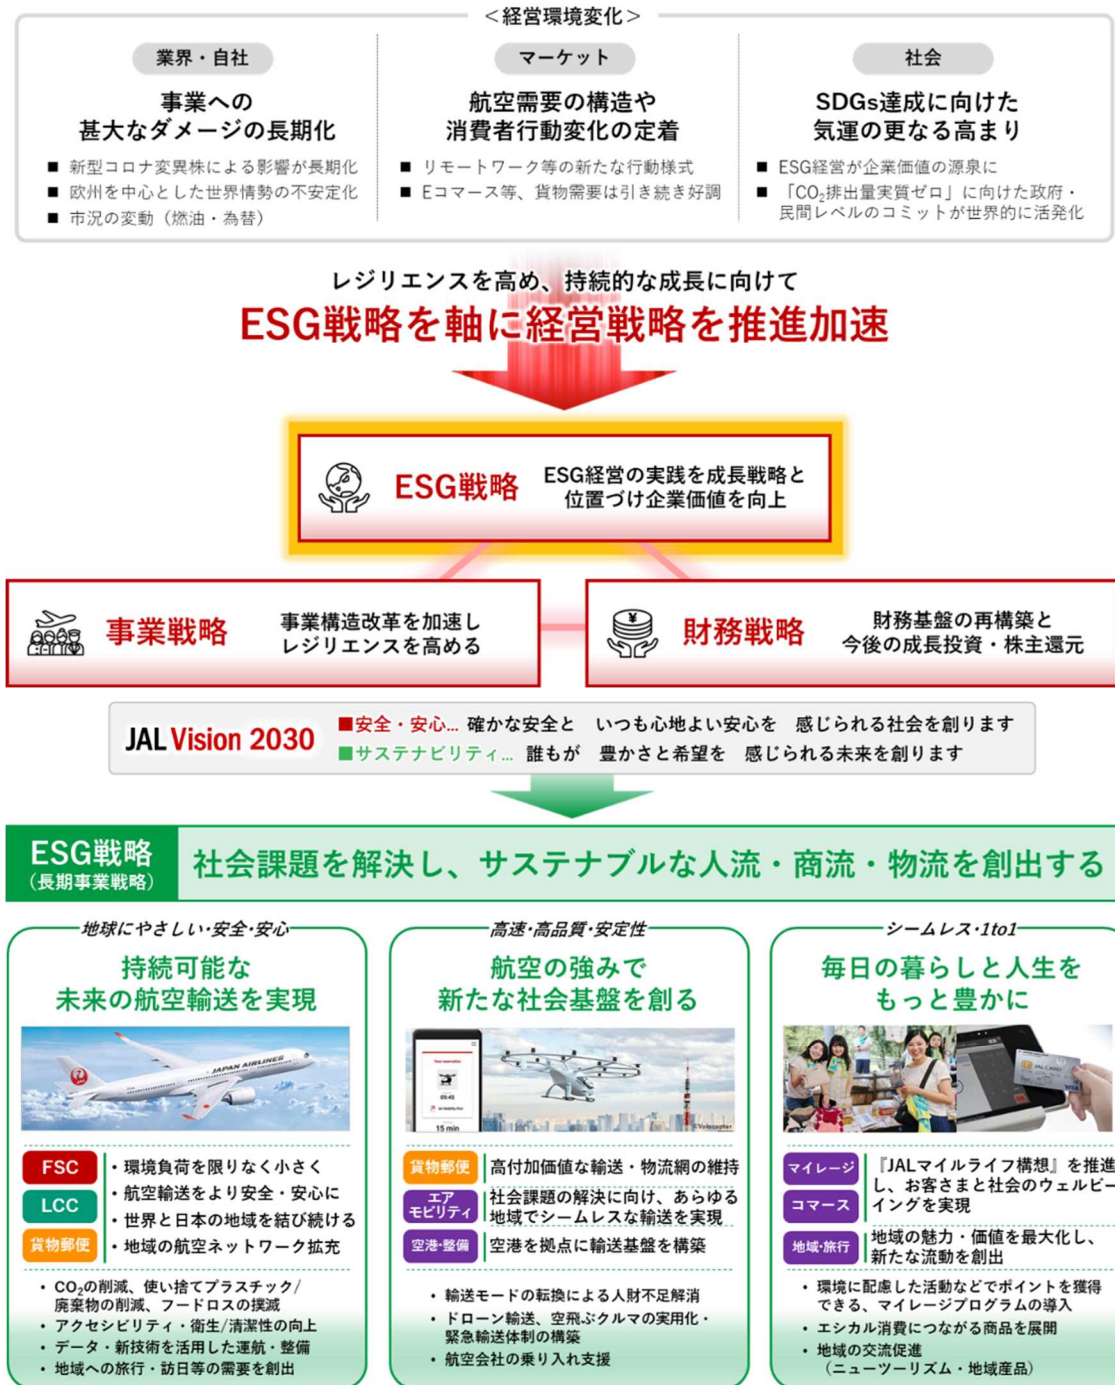 ＜経営環境変化＞
業界・自社
事業への
甚大なダメージの長期化
■ 新型コロナ変異株による影響が長期化
■ 欧州を中心とした世界情勢の不安定化
■ 市況の変動（燃油・為替）
マーケット
航空需要の構造や
消費者行動変化の定着
■ リモートワーク等の新たな行動様式
■ Eコマース等、貨物需要は引き続き好調
社会
SDGs達成に向けた
気運の更なる高まり
■ ESG経営が企業価値の源泉に
■ 「CO₂排出量実質ゼロ」に向けた政府・
民間レベルのコミットが世界的に活発化
レジリエンスを高め、持続的な成長に向けて
ESG戦略を軸に経営戦略を推進加速
ESG戦略
ESG経営の実践を成長戦略と
位置づけ企業価値を向上
事業戦略
事業構造改革を加速し
レジリエンスを高める
¥
財務戦略
財務基盤の再構築と
今後の成長投資・株主還元
JAL Vision 2030
■安全・安心... 確かな安全と　いつも心地よい安心を　感じられる社会を創ります
■サステナビリティ... 誰もが　豊かさと希望を　感じられる未来を創ります
ESG戦略
（長期事業戦略）
社会課題を解決し、サステナブルな人流・商流・物流を創出する
地球にやさしい・安全・安心
持続可能な
未来の航空輸送を実現
JAPAN AIRLINES
FSC
LCC
貨物郵便
・環境負荷を限りなく小さく
・航空輸送をより安全・安心に
・世界と日本の地域を結び続ける
・地域の航空ネットワーク拡充
・CO₂の削減、使い捨てプラスチック/
廃棄物の削減、フードロスの撲滅
・アクセシビリティ・衛生/清潔性の向上
・データ・新技術を活用した運航・整備
・地域への旅行・訪日等の需要を創出
高速・高品質・安定性
航空の強みで
新たな社会基盤を創る
Your reservation
09:45
15 min
©Volocopter
貨物郵便
高付加価値な輸送・物流網の維持
エア
モビリティ
社会課題の解決に向け、あらゆる
地域でシームレスな輸送を実現
空港・整備
空港を拠点に輸送基盤を構築
・輸送モードの転換による人財不足解消
・ドローン輸送、空飛ぶクルマの実用化・
緊急輸送体制の構築
・航空会社の乗り入れ支援
シームレス・1to1
毎日の暮らしと人生を
もっと豊かに
JAL CARD
VISA
マイレージ
コマース
『JALマイルライフ構想』を推進
し、お客さまと社会のウェルビー
イングを実現
地域・旅行
地域の魅力・価値を最大化し、
新たな流動を創出
・環境に配慮した活動などでポイントを獲得
できる、マイレージプログラムの導入
・エシカル消費につながる商品を展開
・地域の交流促進
（ニューツーリズム・地域産品）